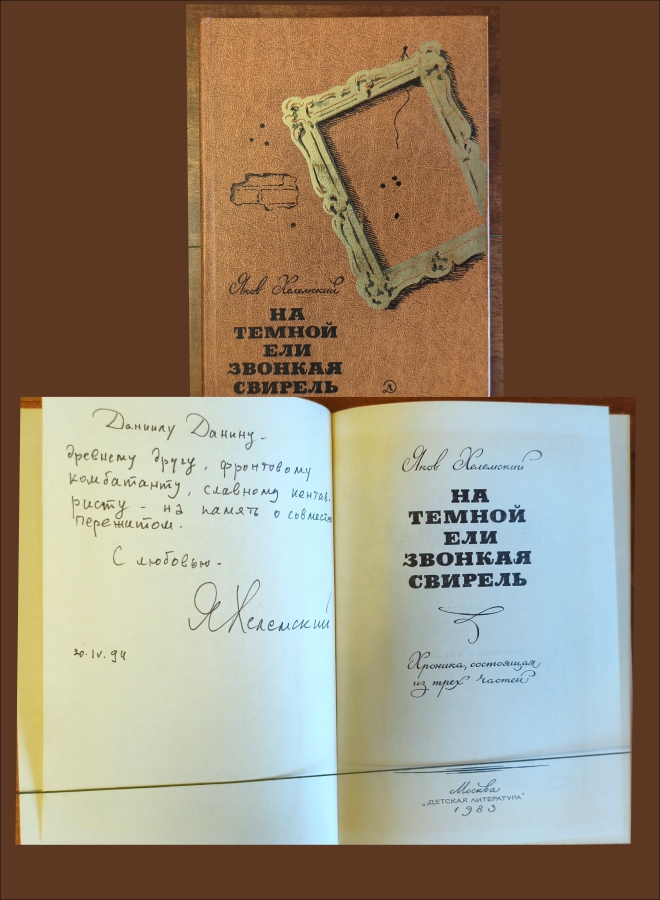 Яков Хелемский
НА
ТЕМНОЙ
ЕЛИ
ЗВОНКАЯ
СВИРЕЛЬ
Даниилу Данину –
древнему другу, фронтовому
комбатанту, славному кентав-
ристу – на память о совместно
пережитом.
С любовью –
Я Хелемский
20.IV.94
Яков Хелемский
НА
ТЕМНОЙ
ЕЛИ
ЗВОНКАЯ
СВИРЕЛЬ
Хроника, состоящая
из трех частей
Москва
„ДЕТСКАЯ ЛИТЕРАТУРА"
1983